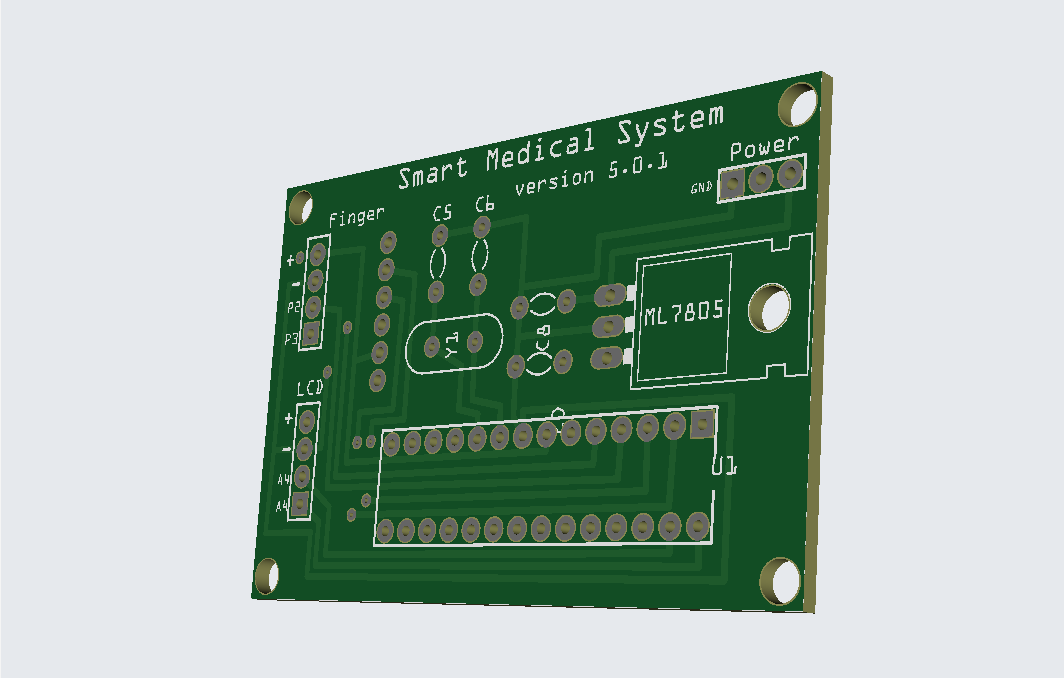 Smart Medical System
version 5.0.1
Power
GND
Finger
C5
C6
+
-
P2
P3
ML7805
C8
Y1
LCD
+
-
A4
A4
U1